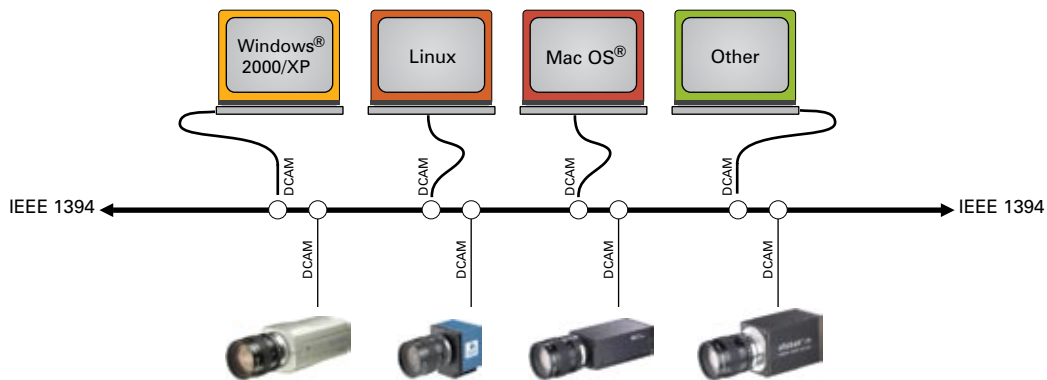 Windows®
2000/XP
Linux
Mac OS®
Other
DCAM
DCAM
DCAM
DCAM
IEEE 1394
IEEE 1394
DCAM
DCAM
DCAM
DCAM